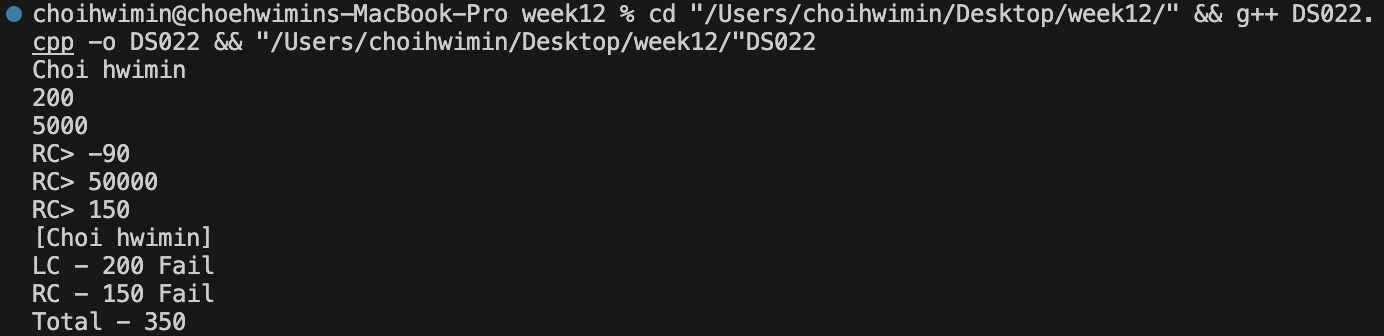 choihwimin@choehwimins-MacBook-Pro week12 % cd "/Users/choihwimin/Desktop/week12/" && g++ DS022.
cpp -o DS022 && "/Users/choihwimin/Desktop/week12/"DS022
Choi hwimin
200
5000
RC> -90
RC> 50000
RC> 150
[Choi hwimin]
LC - 200 Fail
RC - 150 Fail
Total - 350